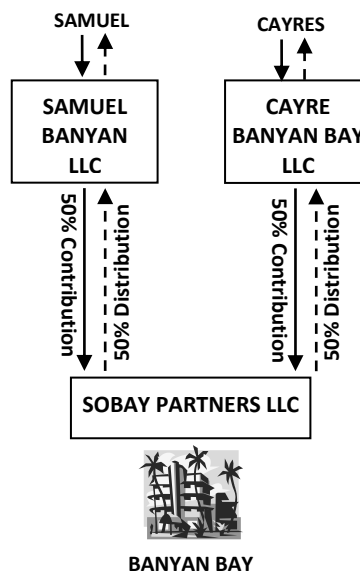 SAMUEL
CAYRES
SAMUEL
BANYAN
LLC
CAYRE
BANYAN BAY
LLC
50% Contribution
50% Distribution
50% Contribution
50% Distribution
SOBAY PARTNERS LLC
BANYAN BAY